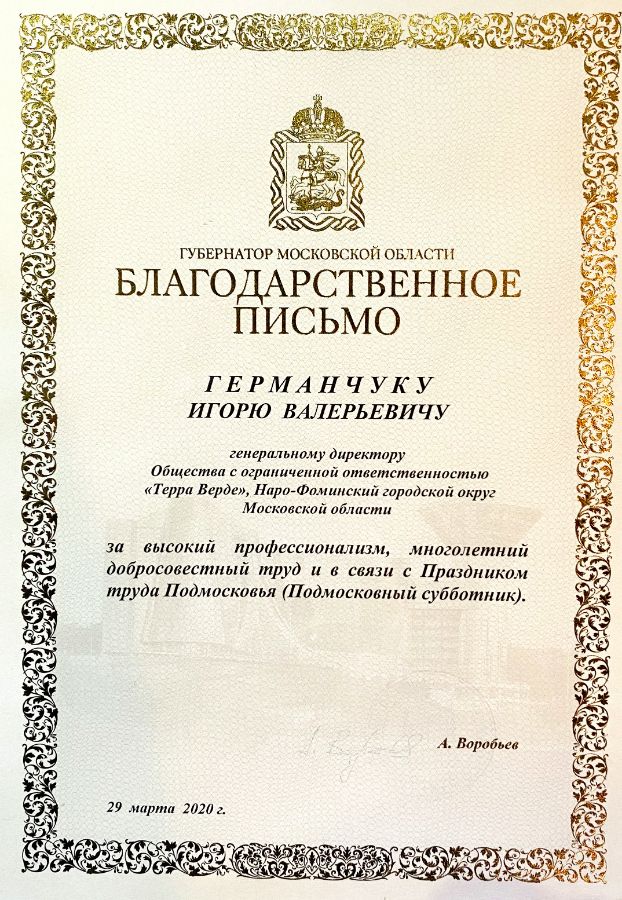 ГУБЕРНАТОР МОСКОВСКОЙ ОБЛАСТИ
БЛАГОДАРСТВЕННОЕ
ПИСЬМО
ГЕРМАНЧУКУ
ИГОРЮ ВАЛЕРЬЕВИЧУ
генеральному директору
Общества с ограниченной ответственностью
«Терра Верде», Наро-Фоминский городской округ
Московской области
за высокий профессионализм, многолетний
добросовестный труд и в связи с Праздником
труда Подмосковья (Подмосковный субботник).
А. Воробьев
29 марта 2020 г.